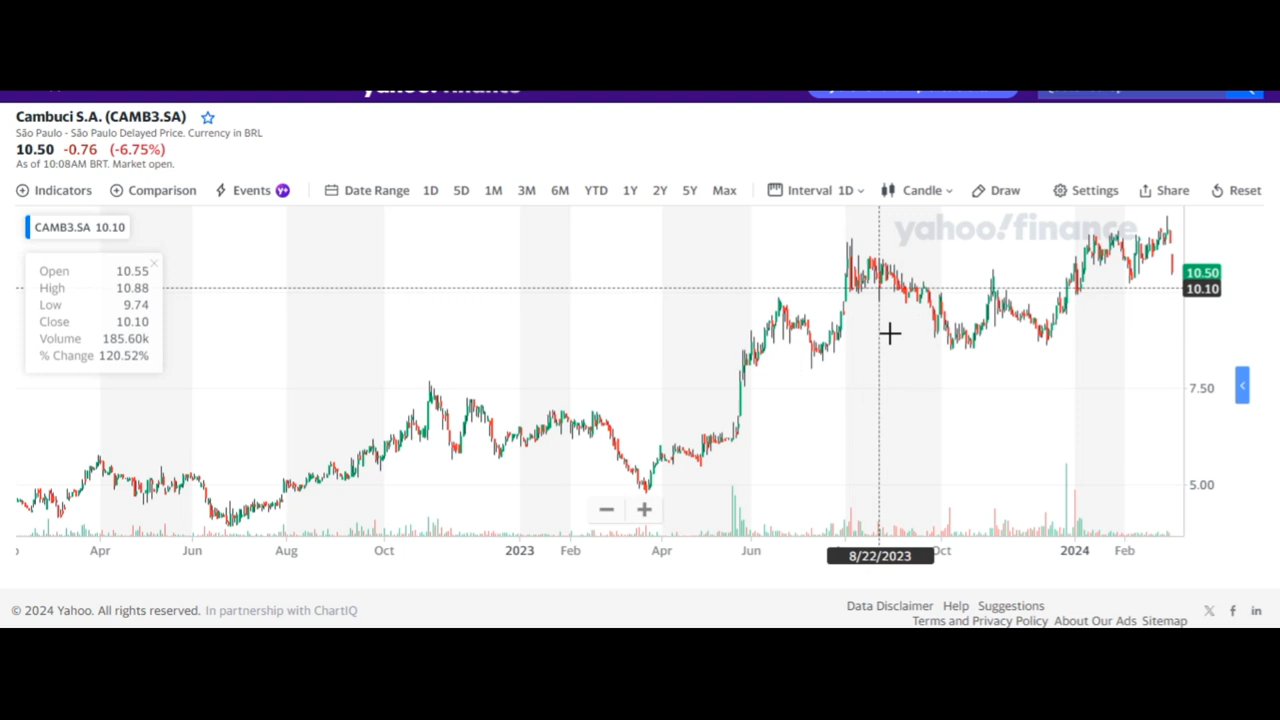 Cambuci S.A. (CAMB3.SA)
São Paulo - São Paulo Delayed Price. Currency in BRL
10.50 -0.76 (-6.75%)
As of 10:08AM BRT. Market open.
Indicators Comparison Events Y+ Date Range 1D 5D 1M 3M 6M YTD 1Y 2Y 5Y Max Interval 1D Candle Draw Settings Share Reset
CAMB3.SA 10.10
yahoo!finance
Open 10.55
High 10.88
Low 9.74
Close 10.10
Volume 185.60k
% Change 120.52%
10.50
10.10
7.50
5.00
Apr Jun Aug Oct 2023 Feb Apr Jun 8/22/2023 Oct 2024 Feb
© 2024 Yahoo. All rights reserved. In partnership with ChartIQ
Data Disclaimer Help Suggestions
Terms and Privacy Policy About Our Ads Sitemap